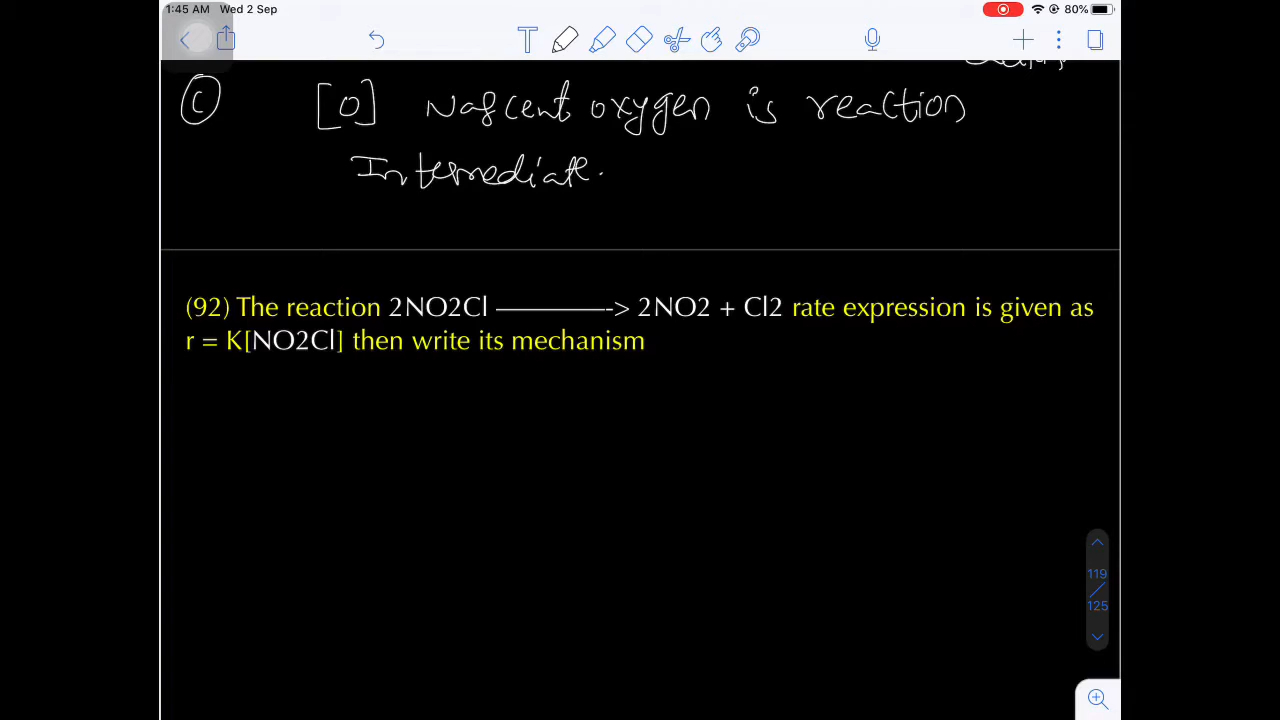 1:45 AM Wed 2 Sep
80%
T
C [O] Nascent oxygen is reaction
Intermediate.
(92) The reaction 2NO2Cl ————-> 2NO2 + Cl2 rate expression is given as
r = K[NO2Cl] then write its mechanism
119
125